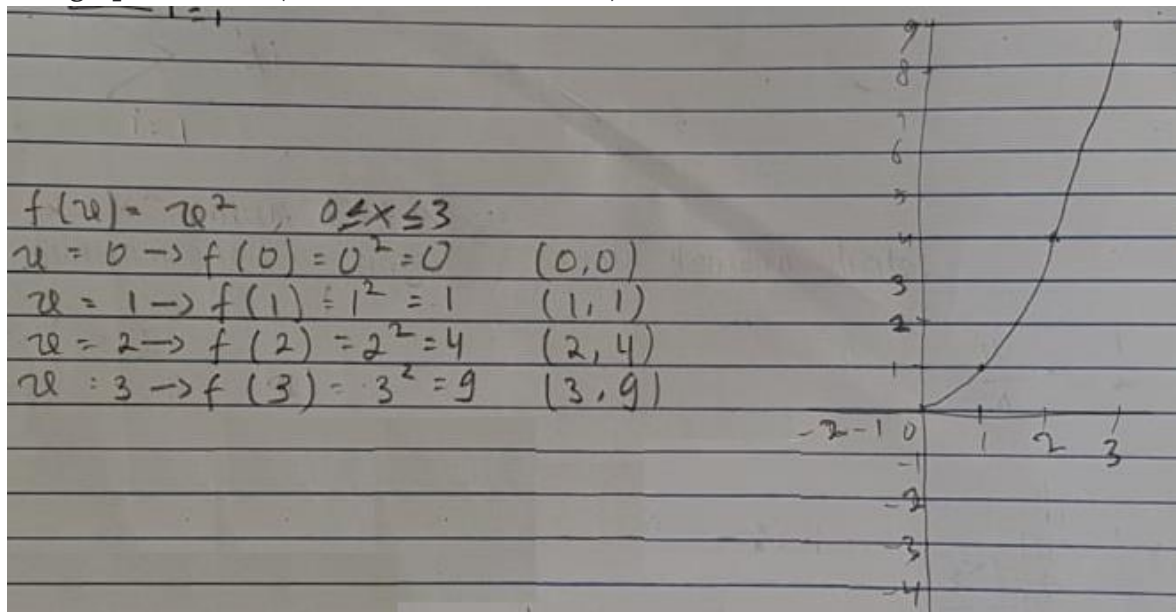 f(x) = x², 0≤x≤3
x = 0 -> f(0) = 0² = 0 (0,0)
x = 1 -> f(1) = 1² = 1 (1,1)
x = 2 -> f(2) = 2² = 4 (2,4)
x = 3 -> f(3) = 3² = 9 (3,9)
9
8
7
6
5
4
3
2
1
-2 -1 0 1 2 3
-1
-2
-3
-4